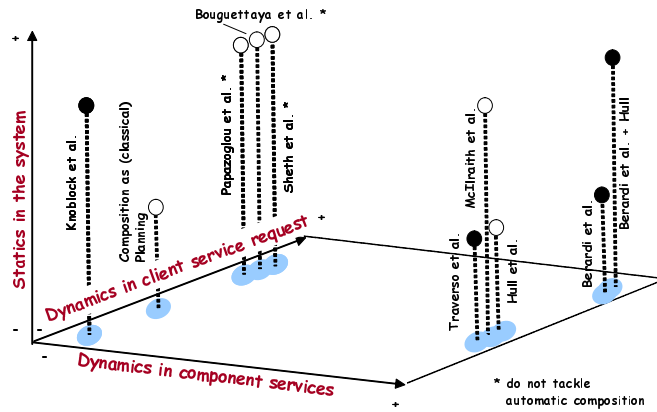 Bouguettaya et al. *
+
Statics in the system
Knoblock et al.
Composition as (classical)
Planning
Papazoglou et al. *
Sheth et al. *
McIlraith et al.
Berardi et al. + Hull
+
Dynamics in client service request
Traverso et al.
Hull et al.
Berardi et al.
-
-
-
Dynamics in component services
+
* do not tackle
automatic composition